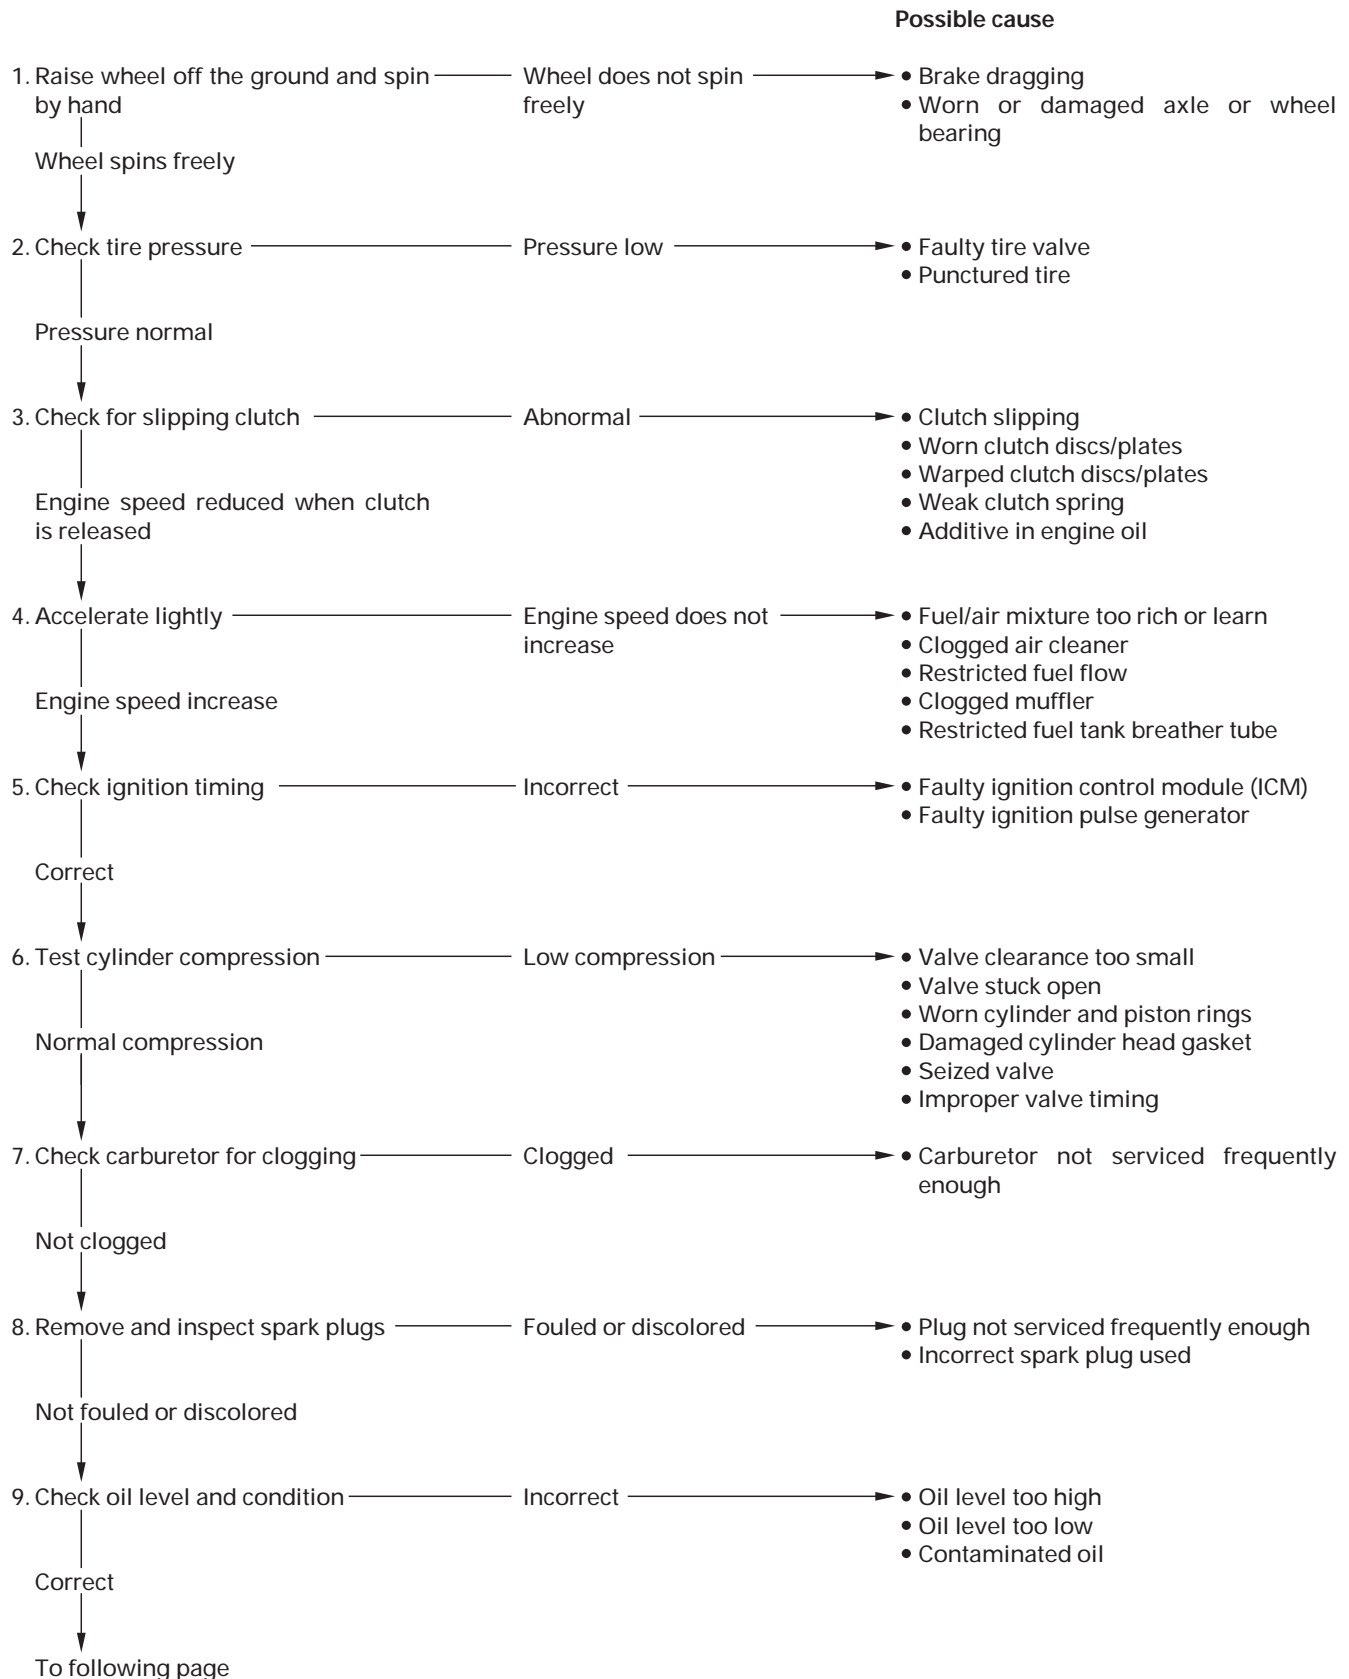 Possible cause
1. Raise wheel off the ground and spin by hand
Wheel does not spin freely
• Brake dragging
• Worn or damaged axle or wheel bearing
Wheel spins freely
2. Check tire pressure
Pressure low
• Faulty tire valve
• Punctured tire
Pressure normal
3. Check for slipping clutch
Abnormal
• Clutch slipping
• Worn clutch discs/plates
• Warped clutch discs/plates
• Weak clutch spring
• Additive in engine oil
Engine speed reduced when clutch is released
4. Accelerate lightly
Engine speed does not increase
• Fuel/air mixture too rich or learn
• Clogged air cleaner
• Restricted fuel flow
• Clogged muffler
• Restricted fuel tank breather tube
Engine speed increase
5. Check ignition timing
Incorrect
• Faulty ignition control module (ICM)
• Faulty ignition pulse generator
Correct
6. Test cylinder compression
Low compression
• Valve clearance too small
• Valve stuck open
• Worn cylinder and piston rings
• Damaged cylinder head gasket
• Seized valve
• Improper valve timing
Normal compression
7. Check carburetor for clogging
Clogged
• Carburetor not serviced frequently enough
Not clogged
8. Remove and inspect spark plugs
Fouled or discolored
• Plug not serviced frequently enough
• Incorrect spark plug used
Not fouled or discolored
9. Check oil level and condition
Incorrect
• Oil level too high
• Oil level too low
• Contaminated oil
Correct
To following page